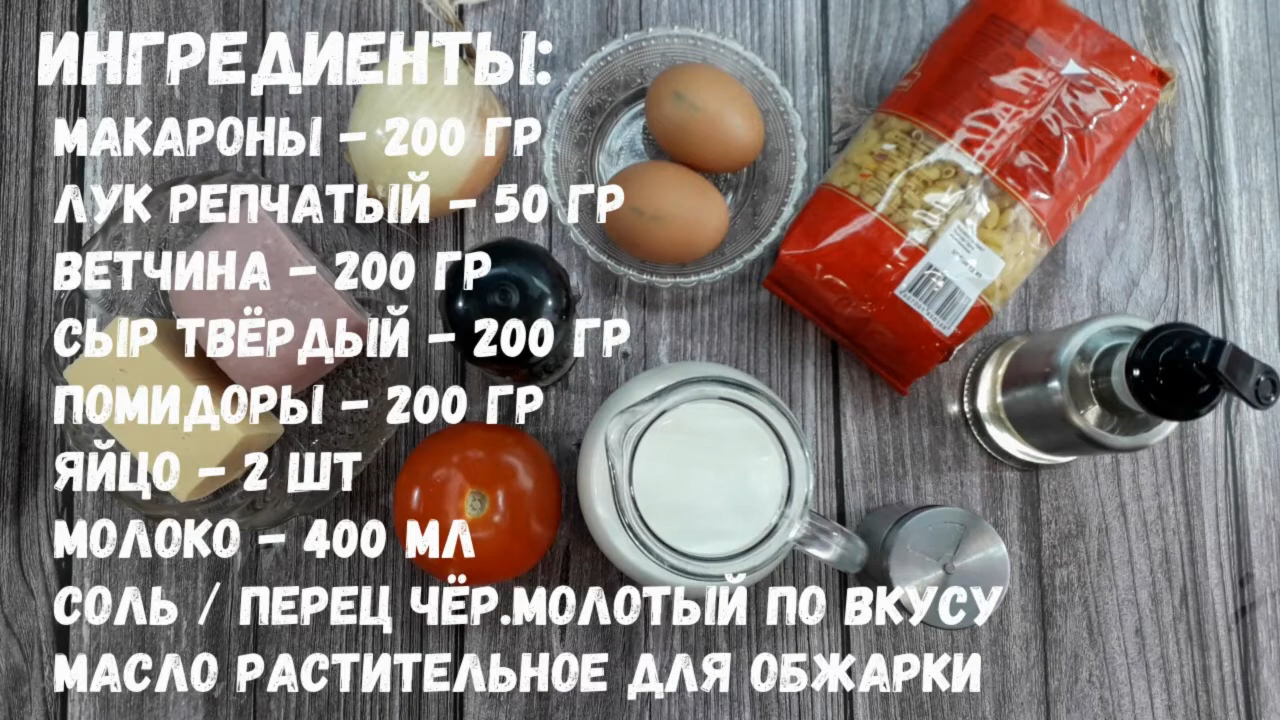 ИНГРЕДИЕНТЫ:
МАКАРОНЫ – 200 ГР
ЛУК РЕПЧАТЫЙ – 50 ГР
ВЕТЧИНА – 200 ГР
СЫР ТВЁРДЫЙ – 200 ГР
ПОМИДОРЫ – 200 ГР
ЯЙЦО – 2 ШТ
МОЛОКО – 400 МЛ
СОЛЬ / ПЕРЕЦ ЧЁР.МОЛОТЫЙ ПО ВКУСУ
МАСЛО РАСТИТЕЛЬНОЕ ДЛЯ ОБЖАРКИ